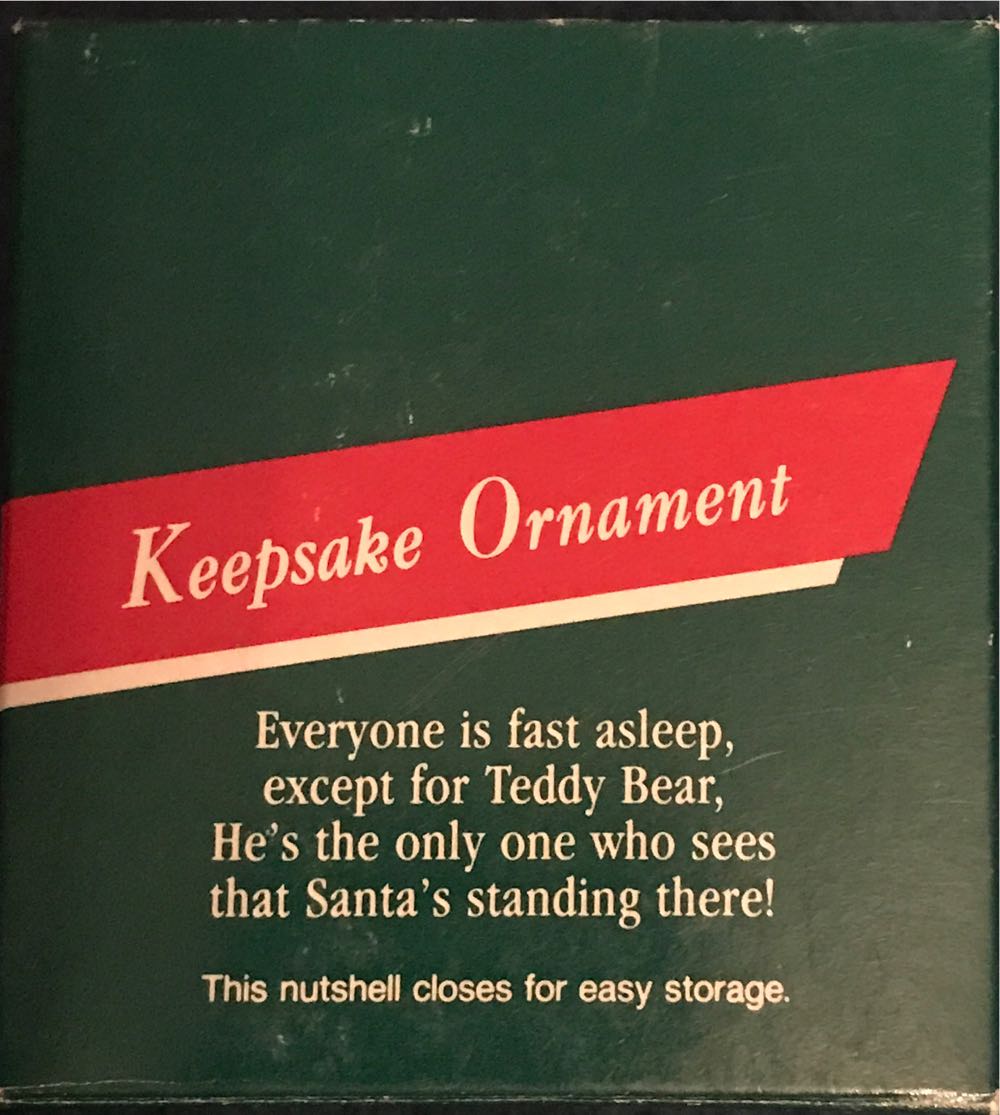 Keepsake Ornament
Everyone is fast asleep,
except for Teddy Bear,
He's the only one who sees
that Santa's standing there!
This nutshell closes for easy storage.